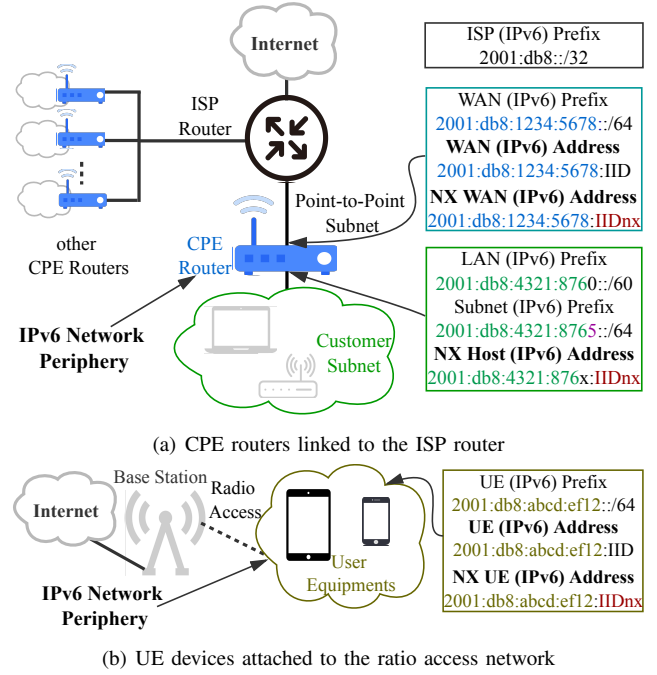 Internet
ISP
Router
other
CPE Routers
CPE
Router
Point-to-Point
Subnet
IPv6 Network
Periphery
Customer
Subnet
ISP (IPv6) Prefix
2001:db8::/32
WAN (IPv6) Prefix
2001:db8:1234:5678::/64
WAN (IPv6) Address
2001:db8:1234:5678:IID
NX WAN (IPv6) Address
2001:db8:1234:5678:IIDnx
LAN (IPv6) Prefix
2001:db8:4321:8760::/60
Subnet (IPv6) Prefix
2001:db8:4321:8765::/64
NX Host (IPv6) Address
2001:db8:4321:876x:IIDnx
(a) CPE routers linked to the ISP router
Internet
Base Station
Radio
Access
IPv6 Network
Periphery
User
Equipments
UE (IPv6) Prefix
2001:db8:abcd:ef12::/64
UE (IPv6) Address
2001:db8:abcd:ef12:IID
NX UE (IPv6) Address
2001:db8:abcd:ef12:IIDnx
(b) UE devices attached to the ratio access network